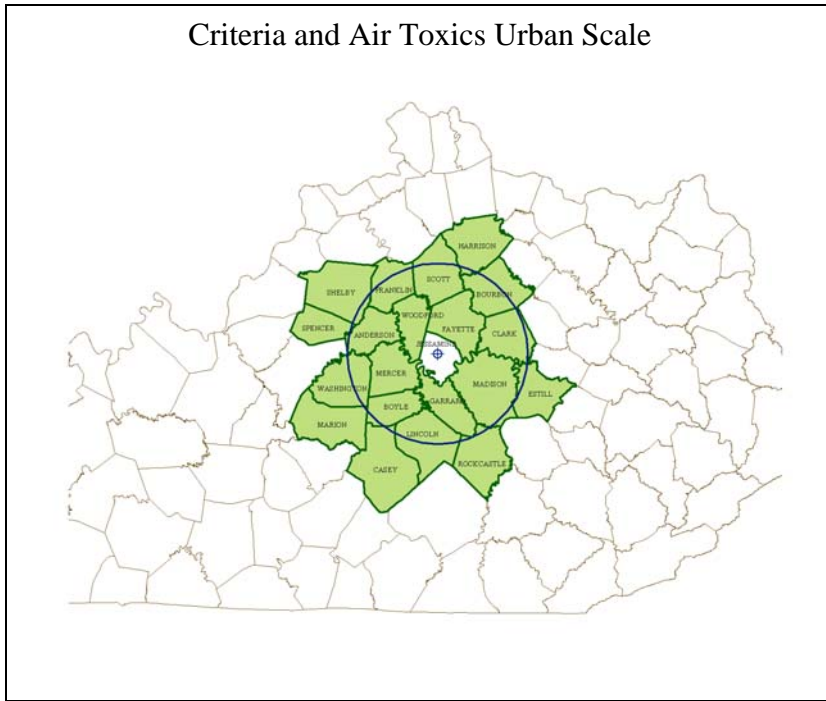 Criteria and Air Toxics Urban Scale
HARRISON
SCOTT
SHELBY
FRANKLIN
BOURBON
WOODFORD
SPENCER
ANDERSON
FAYETTE
CLARK
JESSAMINE
MERCER
WASHINGTON
MADISON
ESTILL
GARRARD
BOYLE
MARION
LINCOLN
CASEY
ROCKCASTLE